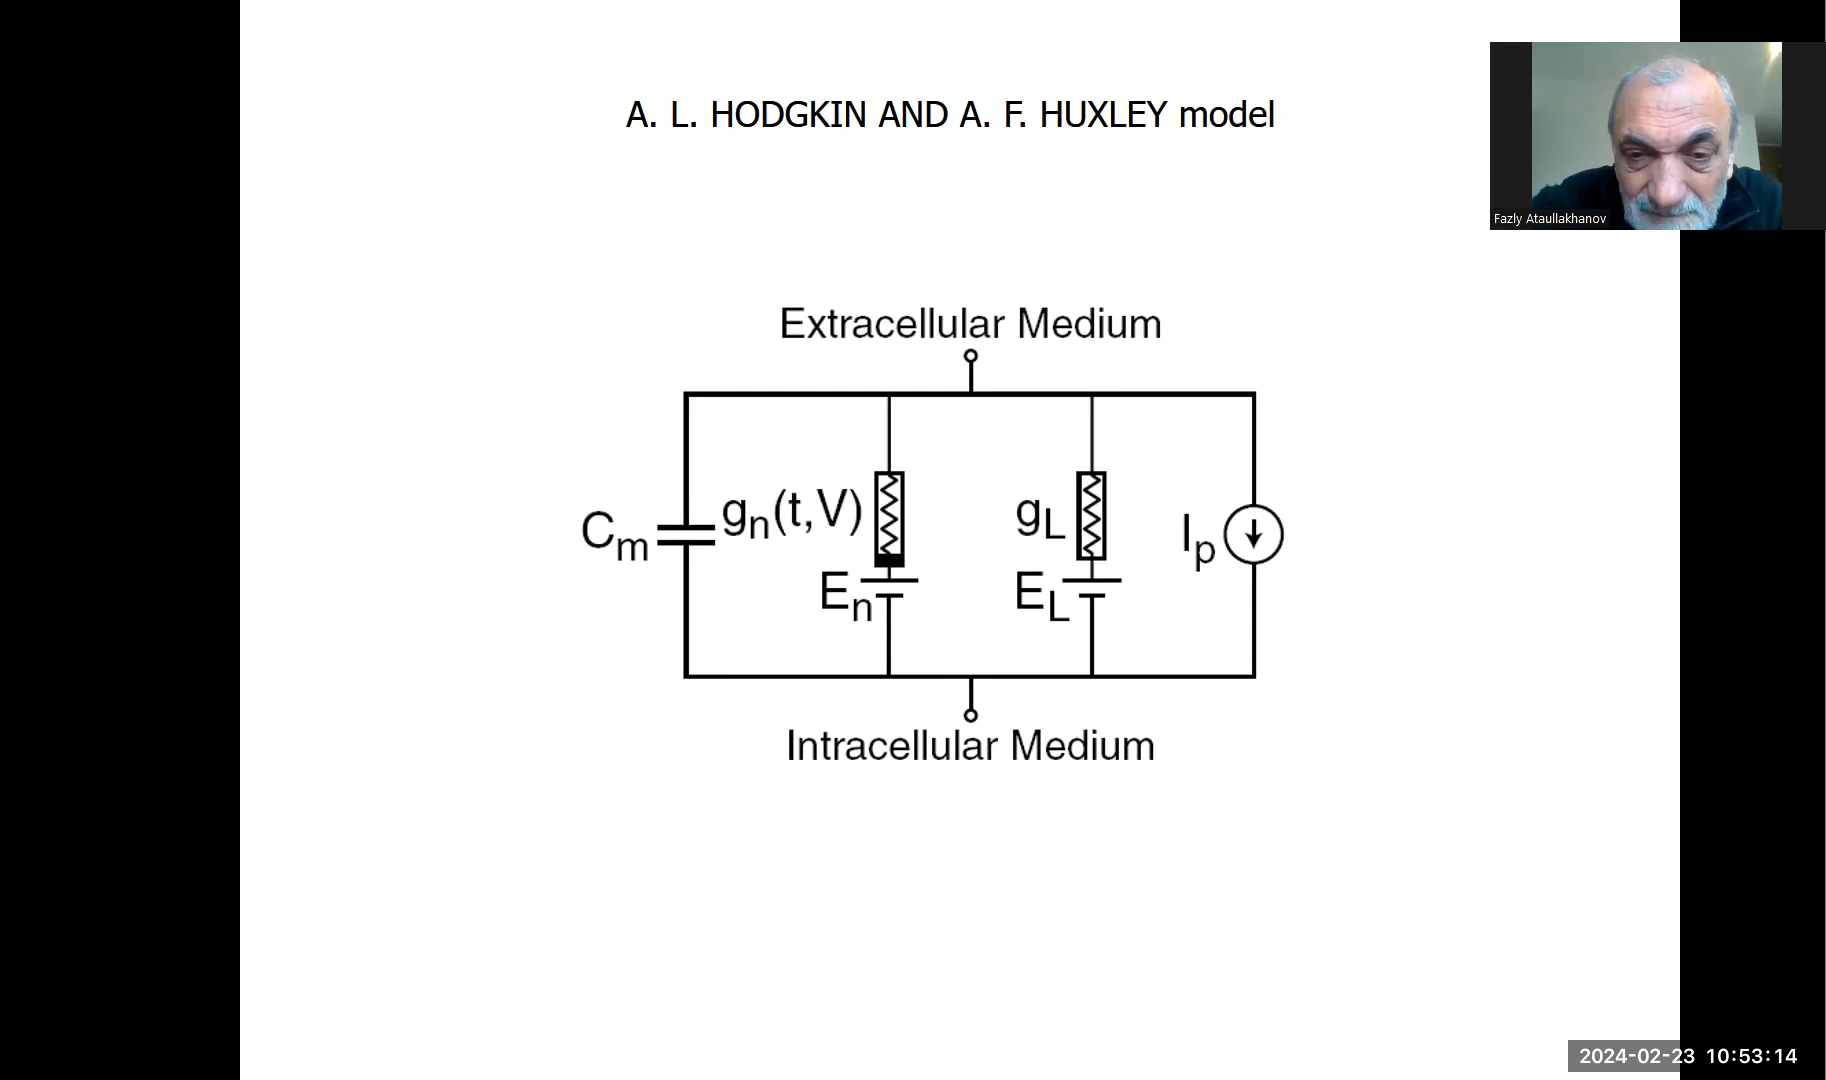 A. L. HODGKIN AND A. F. HUXLEY model
Fazly Ataullakhanov
Extracellular Medium
Cm
gn(t,V)
En
gL
EL
Ip
Intracellular Medium
2024-02-23 10:53:14